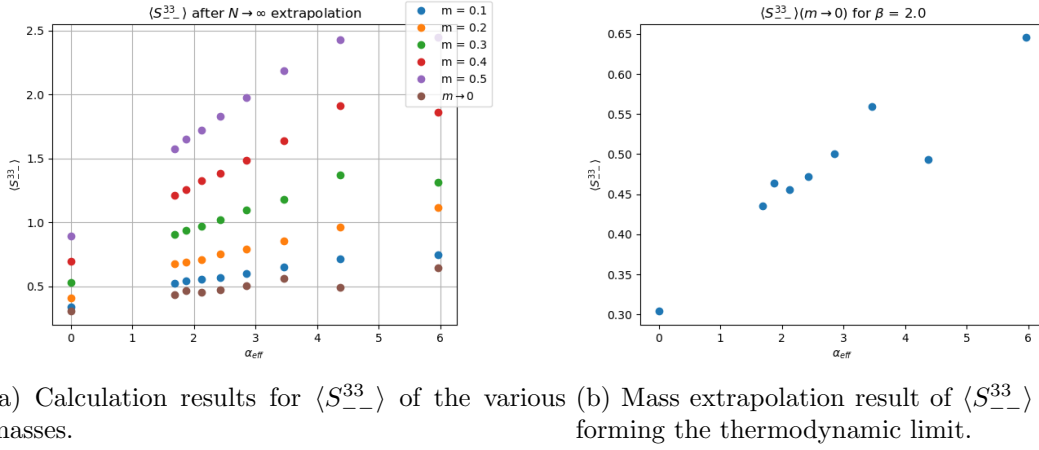 ⟨S³³₋₋⟩ after N → ∞ extrapolation
m = 0.1
m = 0.2
m = 0.3
m = 0.4
m = 0.5
m → 0
2.5
2.0
1.5
1.0
0.5
⟨S³³₋₋⟩
0 1 2 3 4 5 6
α_eff
⟨S³³₋₋⟩(m → 0) for β = 2.0
0.65
0.60
0.55
0.50
0.45
0.40
0.35
0.30
⟨S³³₋₋⟩
0 1 2 3 4 5 6
α_eff
a) Calculation results for ⟨S³³₋₋⟩ of the various
nasses.
(b) Mass extrapolation result of ⟨S³³₋₋⟩
forming the thermodynamic limit.